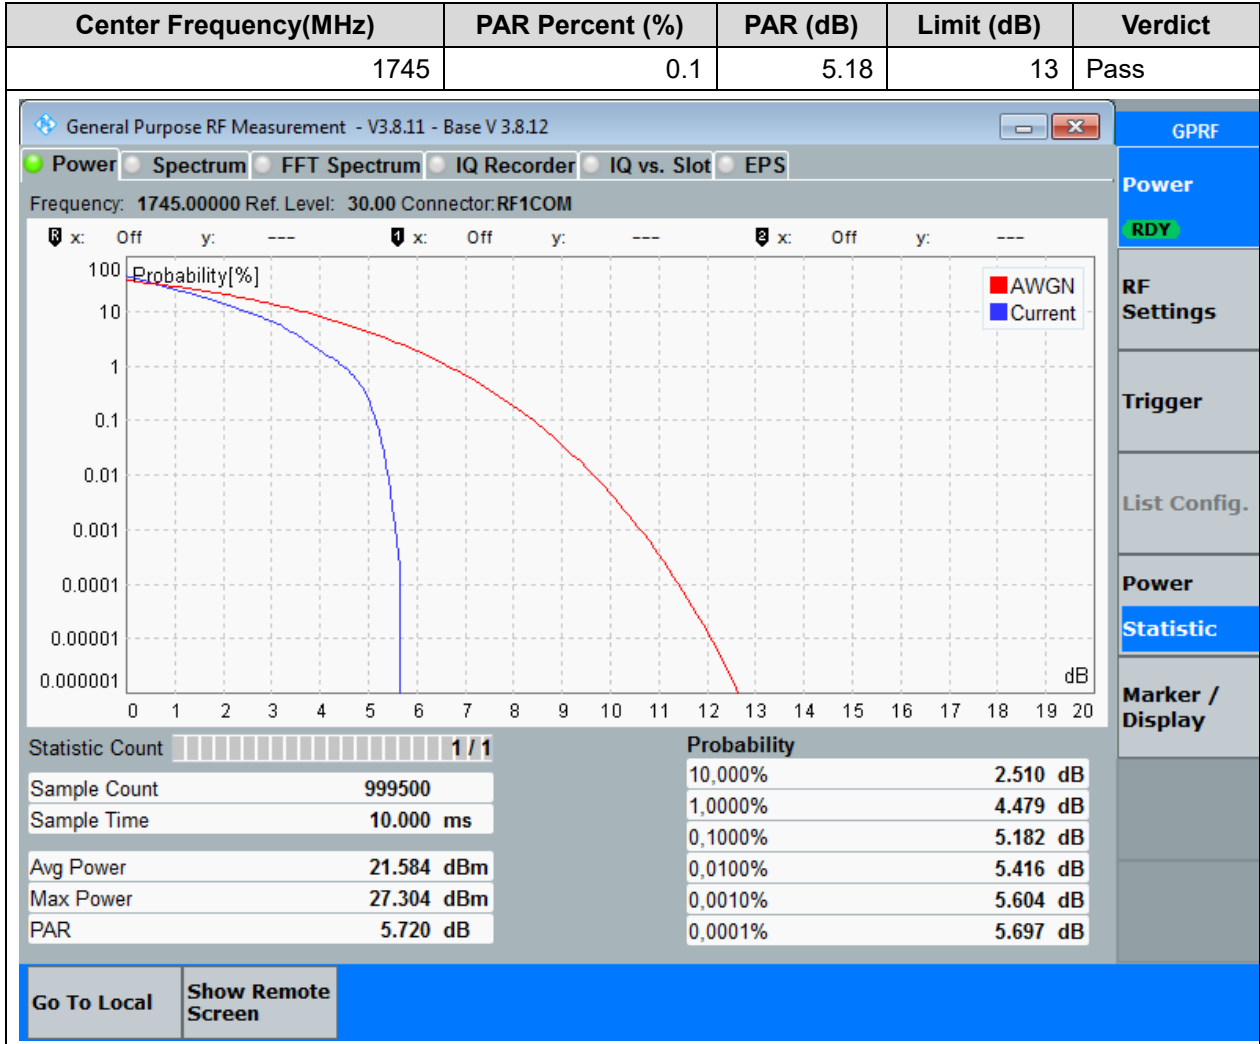 Center Frequency(MHz) PAR Percent (%) PAR (dB) Limit (dB) Verdict
1745 0.1 5.18 13 Pass
General Purpose RF Measurement - V3.8.11 - Base V 3.8.12
GPRF
Power Spectrum FFT Spectrum IQ Recorder IQ vs. Slot EPS
Power
RDY
Frequency: 1745.00000 Ref. Level: 30.00 Connector: RF1COM
R x: Off y: --- 1 x: Off y: --- 2 x: Off y: ---
Probability[%]
AWGN
Current
100
10
1
0.1
0.01
0.001
0.0001
0.00001
0.000001
dB
0 1 2 3 4 5 6 7 8 9 10 11 12 13 14 15 16 17 18 19 20
RF
Settings
Trigger
List Config.
Power
Statistic
Marker /
Display
Statistic Count 1 / 1
Sample Count 999500
Sample Time 10.000 ms
Avg Power 21.584 dBm
Max Power 27.304 dBm
PAR 5.720 dB
Probability
10,000% 2.510 dB
1,0000% 4.479 dB
0,1000% 5.182 dB
0,0100% 5.416 dB
0,0010% 5.604 dB
0,0001% 5.697 dB
Go To Local
Show Remote
Screen